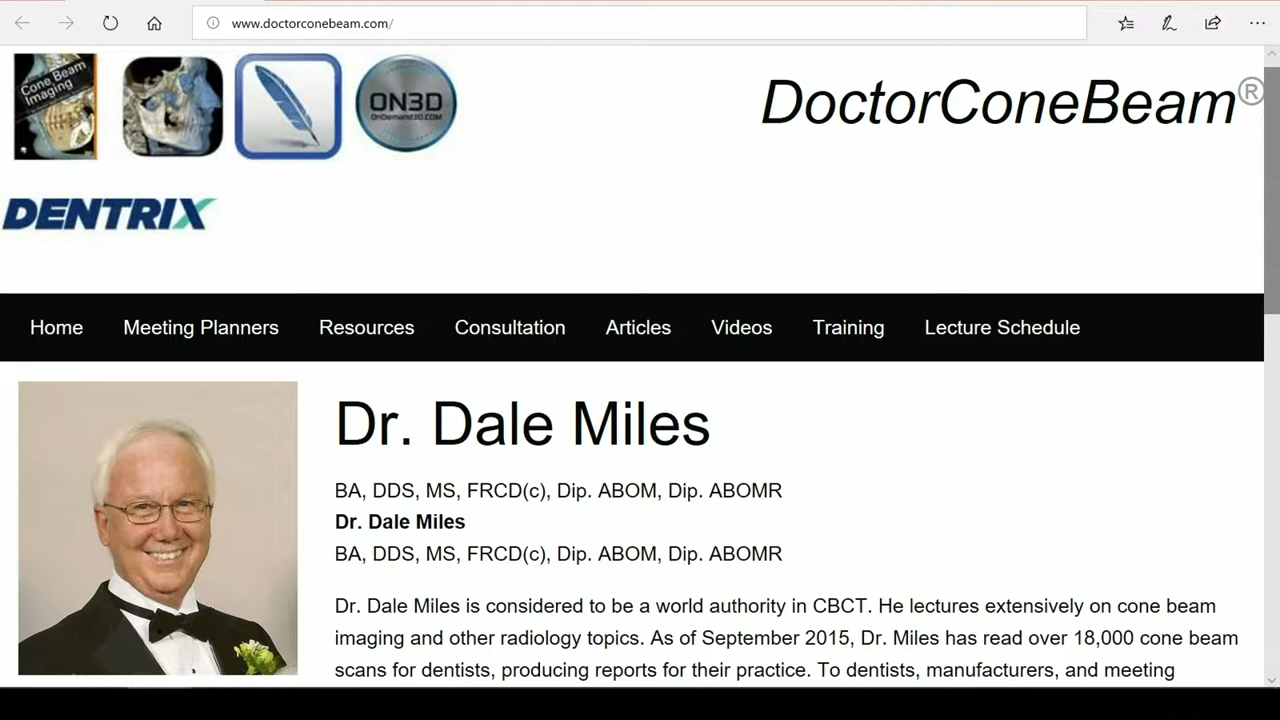 www.doctorconebeam.com/
Cone Beam
Imaging
ON3D
OnDemand3D.COM
DoctorConeBeam®
DENTRIX
Home Meeting Planners Resources Consultation Articles Videos Training Lecture Schedule
Dr. Dale Miles
BA, DDS, MS, FRCD(c), Dip. ABOM, Dip. ABOMR
Dr. Dale Miles
BA, DDS, MS, FRCD(c), Dip. ABOM, Dip. ABOMR
Dr. Dale Miles is considered to be a world authority in CBCT. He lectures extensively on cone beam
imaging and other radiology topics. As of September 2015, Dr. Miles has read over 18,000 cone beam
scans for dentists, producing reports for their practice. To dentists, manufacturers, and meeting